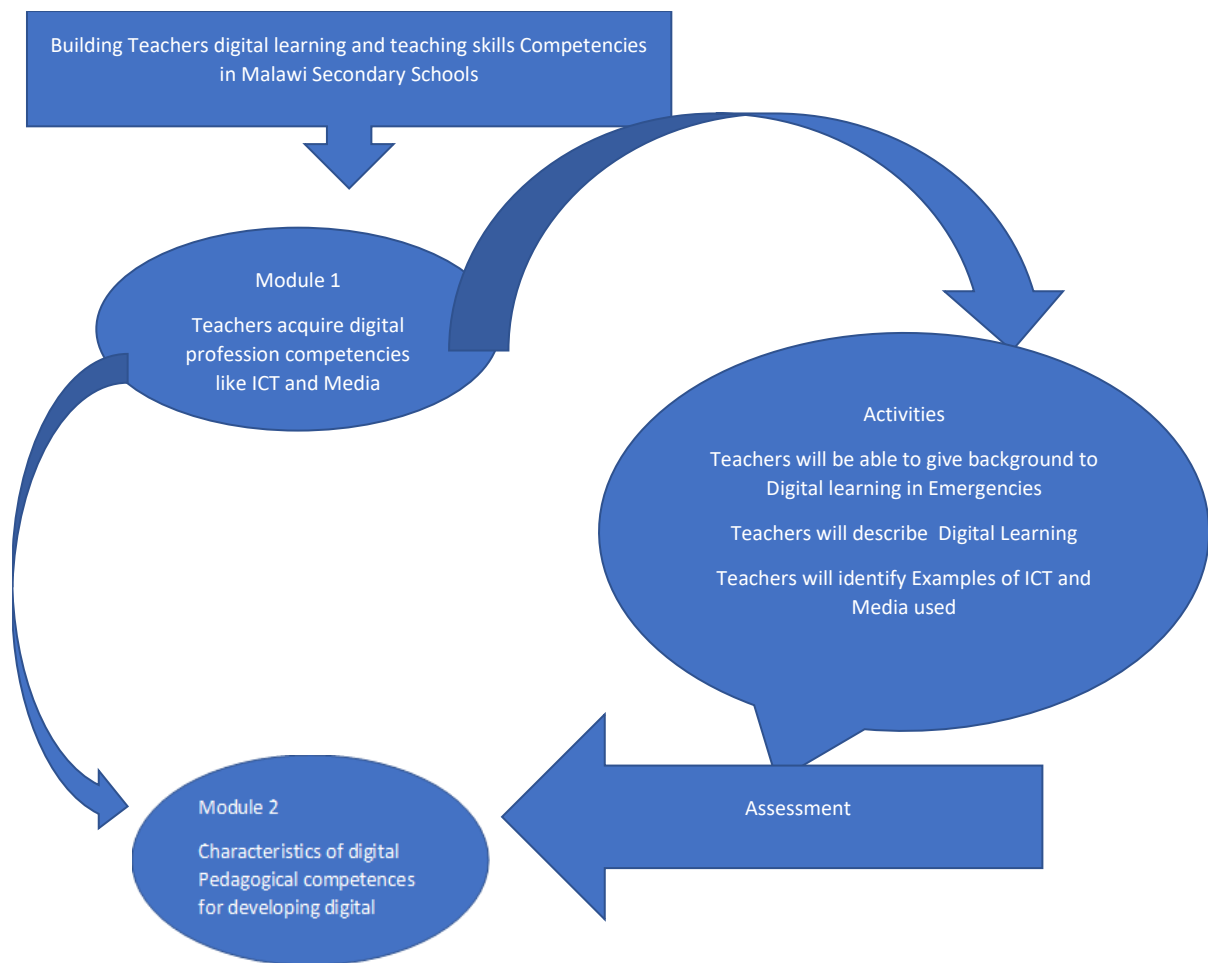 Building Teachers digital learning and teaching skills Competencies
in Malawi Secondary Schools
Module 1
Teachers acquire digital
profession competencies
like ICT and Media
Activities
Teachers will be able to give background to
Digital learning in Emergencies
Teachers will describe  Digital Learning
Teachers will identify Examples of ICT and
Media used
Assessment
Module 2
Characteristics of digital
Pedagogical competences
for developing digital